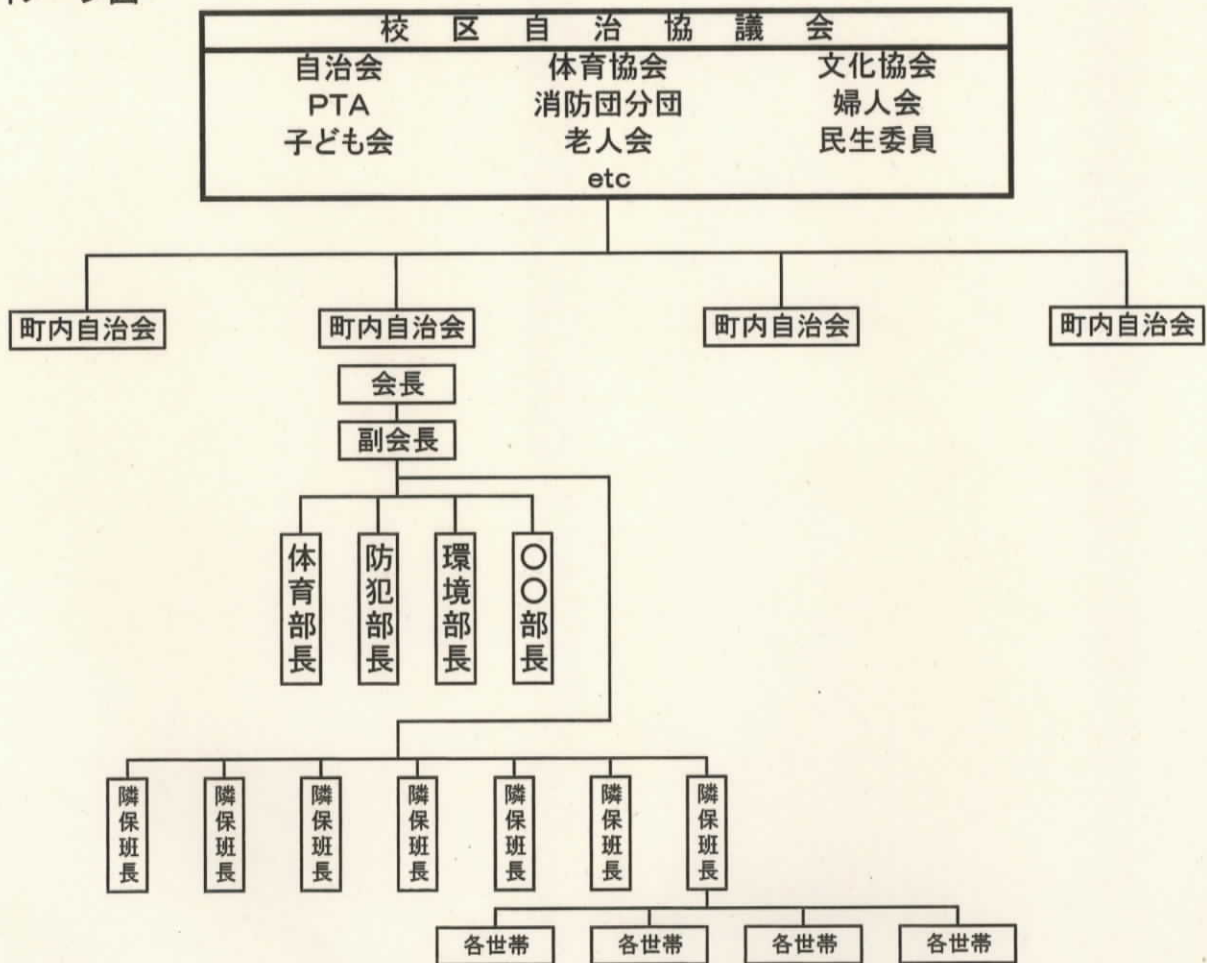 校区自治協議会
自治会 体育協会 文化協会
PTA 消防団分団 婦人会
子ども会 老人会 民生委員
etc
町内自治会 町内自治会 町内自治会 町内自治会
会長
副会長
体育部長 防犯部長 環境部長 〇〇部長
隣保班長 隣保班長 隣保班長 隣保班長 隣保班長 隣保班長 隣保班長
各世帯 各世帯 各世帯 各世帯